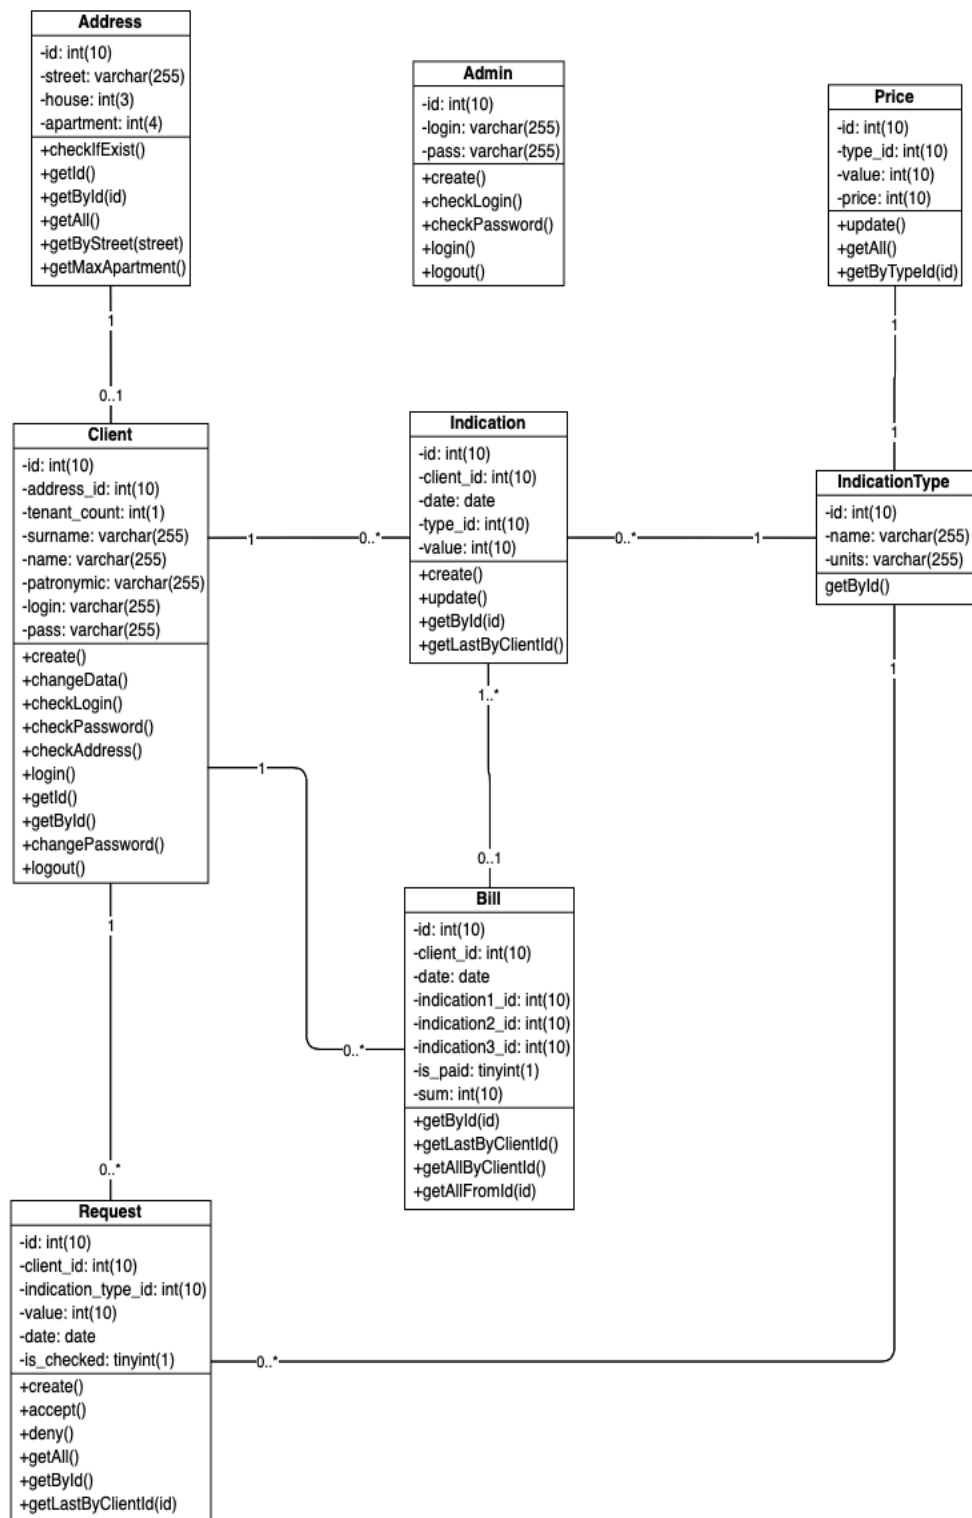 Address
-id: int(10)
-street: varchar(255)
-house: int(3)
-apartment: int(4)
+checkIfExist()
+getId()
+getById(id)
+getAll()
+getByStreet(street)
+getMaxApartment()
Admin
-id: int(10)
-login: varchar(255)
-pass: varchar(255)
+create()
+checkLogin()
+checkPassword()
+login()
+logout()
Price
-id: int(10)
-type_id: int(10)
-value: int(10)
-price: int(10)
+update()
+getAll()
+getByTypeId(id)
1
0..1
1
1
Client
-id: int(10)
-address_id: int(10)
-tenant_count: int(1)
-surname: varchar(255)
-name: varchar(255)
-patronymic: varchar(255)
-login: varchar(255)
-pass: varchar(255)
+create()
+changeData()
+checkLogin()
+checkPassword()
+checkAddress()
+login()
+getId()
+getById()
+changePassword()
+logout()
1
0..*
Indication
-id: int(10)
-client_id: int(10)
-date: date
-type_id: int(10)
-value: int(10)
+create()
+update()
+getById(id)
+getLastByClientId()
0..*
1
IndicationType
-id: int(10)
-name: varchar(255)
-units: varchar(255)
getById()
1
1..*
0..1
1
0..*
Bill
-id: int(10)
-client_id: int(10)
-date: date
-indication1_id: int(10)
-indication2_id: int(10)
-indication3_id: int(10)
-is_paid: tinyint(1)
-sum: int(10)
+getById(id)
+getLastByClientId()
+getAllByClientId()
+getAllFromId(id)
1
0..*
Request
-id: int(10)
-client_id: int(10)
-indication_type_id: int(10)
-value: int(10)
-date: date
-is_checked: tinyint(1)
+create()
+accept()
+deny()
+getAll()
+getById()
+getLastByClientId(id)
0..*